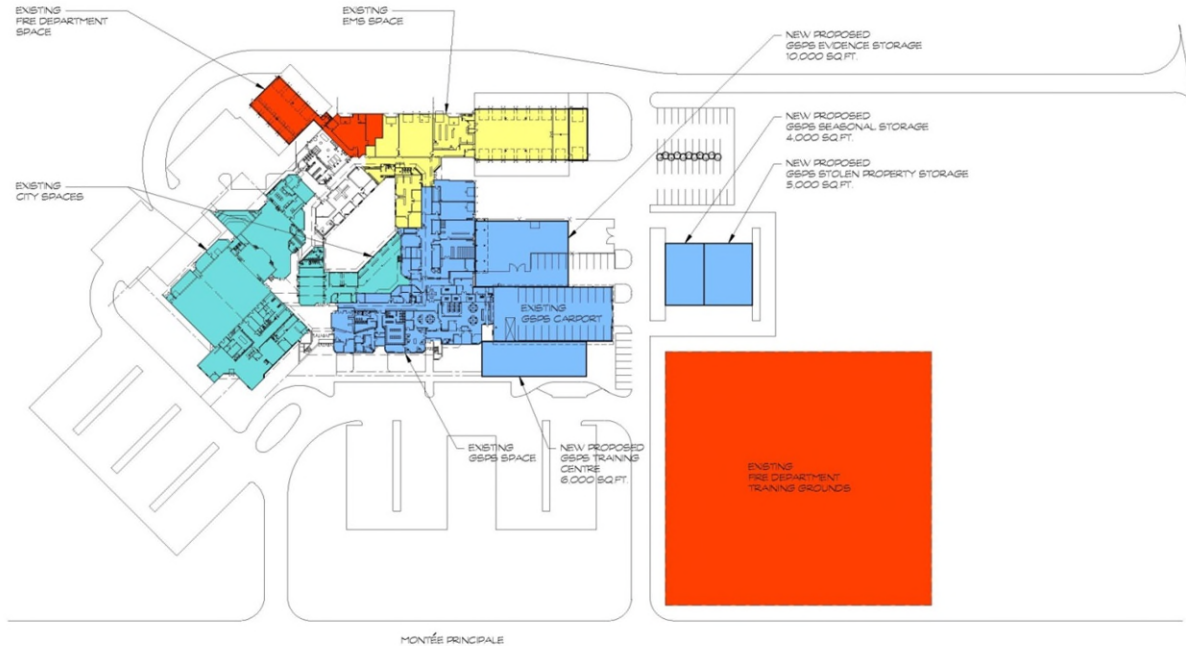 EXISTING
FIRE DEPARTMENT
SPACE
EXISTING
EMS SPACE
NEW PROPOSED
GSPS EVIDENCE STORAGE
10,000 SQ.FT.
NEW PROPOSED
GSPS SEASONAL STORAGE
4,000 SQ.FT.
NEW PROPOSED
GSPS STOLEN PROPERTY STORAGE
5,000 SQ.FT.
EXISTING
CITY SPACES
EXISTING
GSPS CARPORT
EXISTING
GSPS SPACE
NEW PROPOSED
GSPS TRAINING
CENTRE
6,000 SQ.FT.
EXISTING
FIRE DEPARTMENT
TRAINING GROUNDS
MONTÉE PRINCIPALE